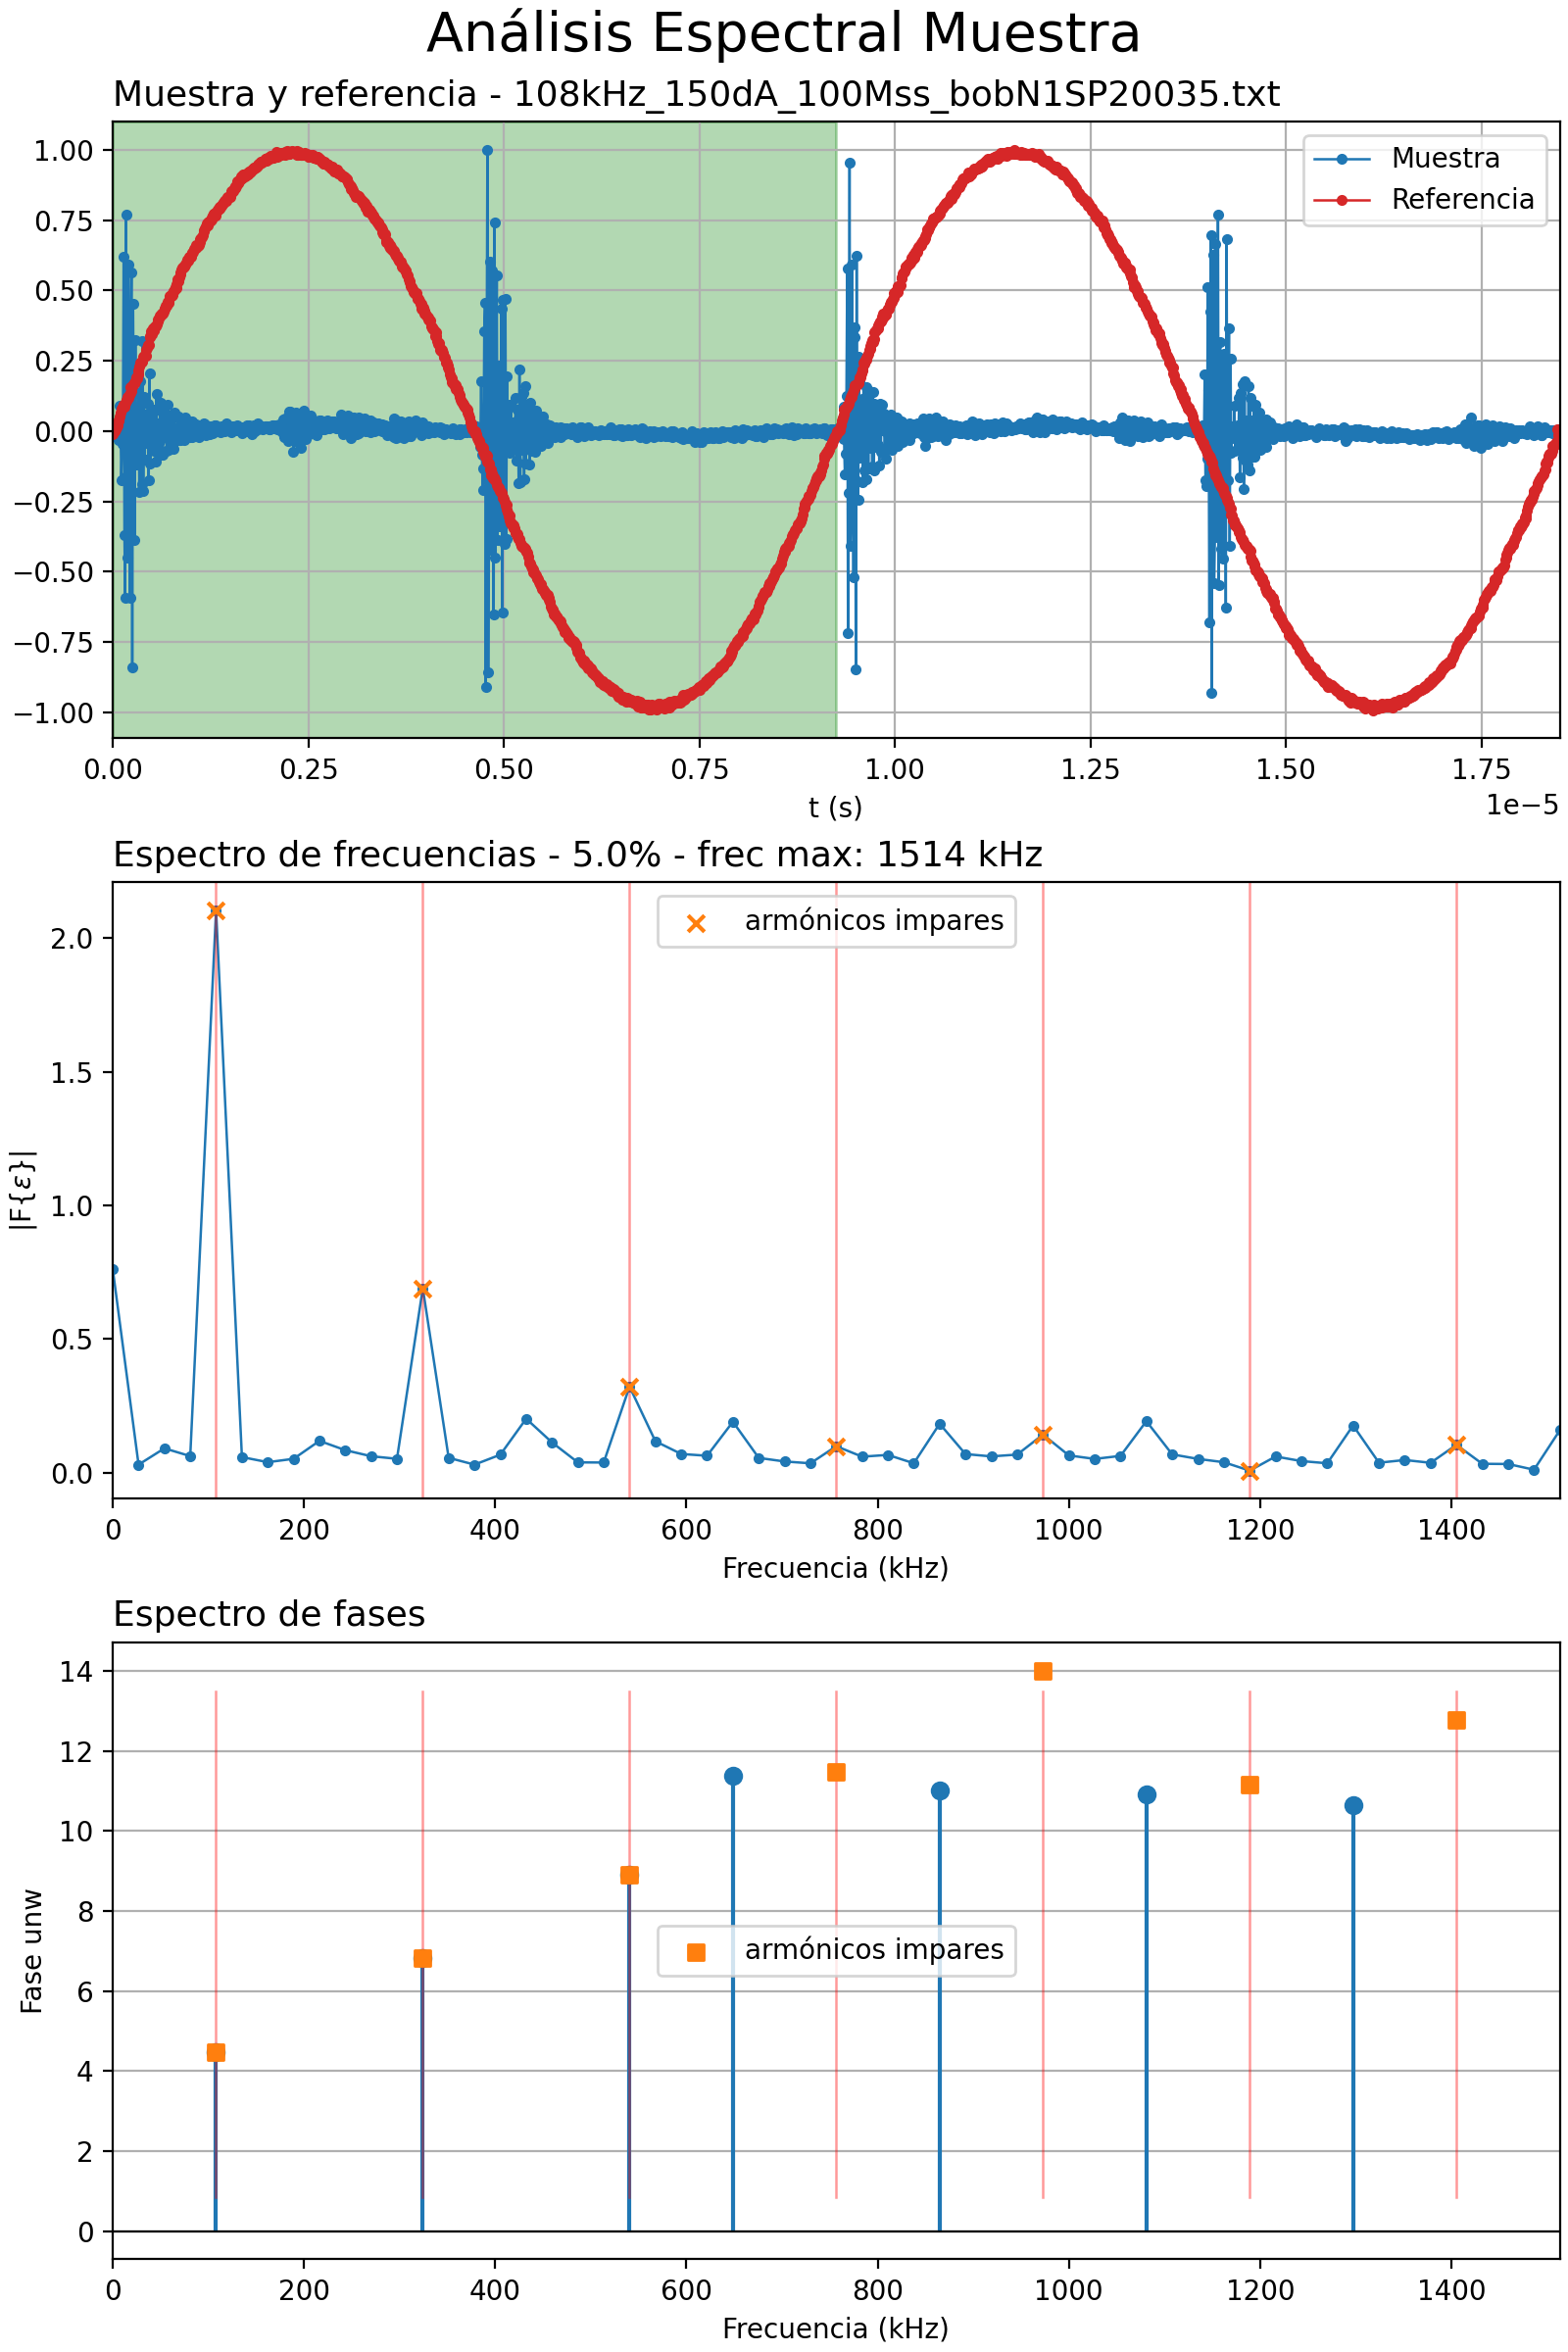 Análisis Espectral Muestra
Muestra y referencia - 108kHz_150dA_100Mss_bobN1SP20035.txt
Muestra
Referencia
1.00
0.75
0.50
0.25
0.00
−0.25
−0.50
−0.75
−1.00
0.00 0.25 0.50 0.75 1.00 1.25 1.50 1.75
1e−5
t (s)
Espectro de frecuencias - 5.0% - frec max: 1514 kHz
armónicos impares
|F{ε}|
2.0
1.5
1.0
0.5
0.0
0 200 400 600 800 1000 1200 1400
Frecuencia (kHz)
Espectro de fases
armónicos impares
Fase unw
14
12
10
8
6
4
2
0
0 200 400 600 800 1000 1200 1400
Frecuencia (kHz)